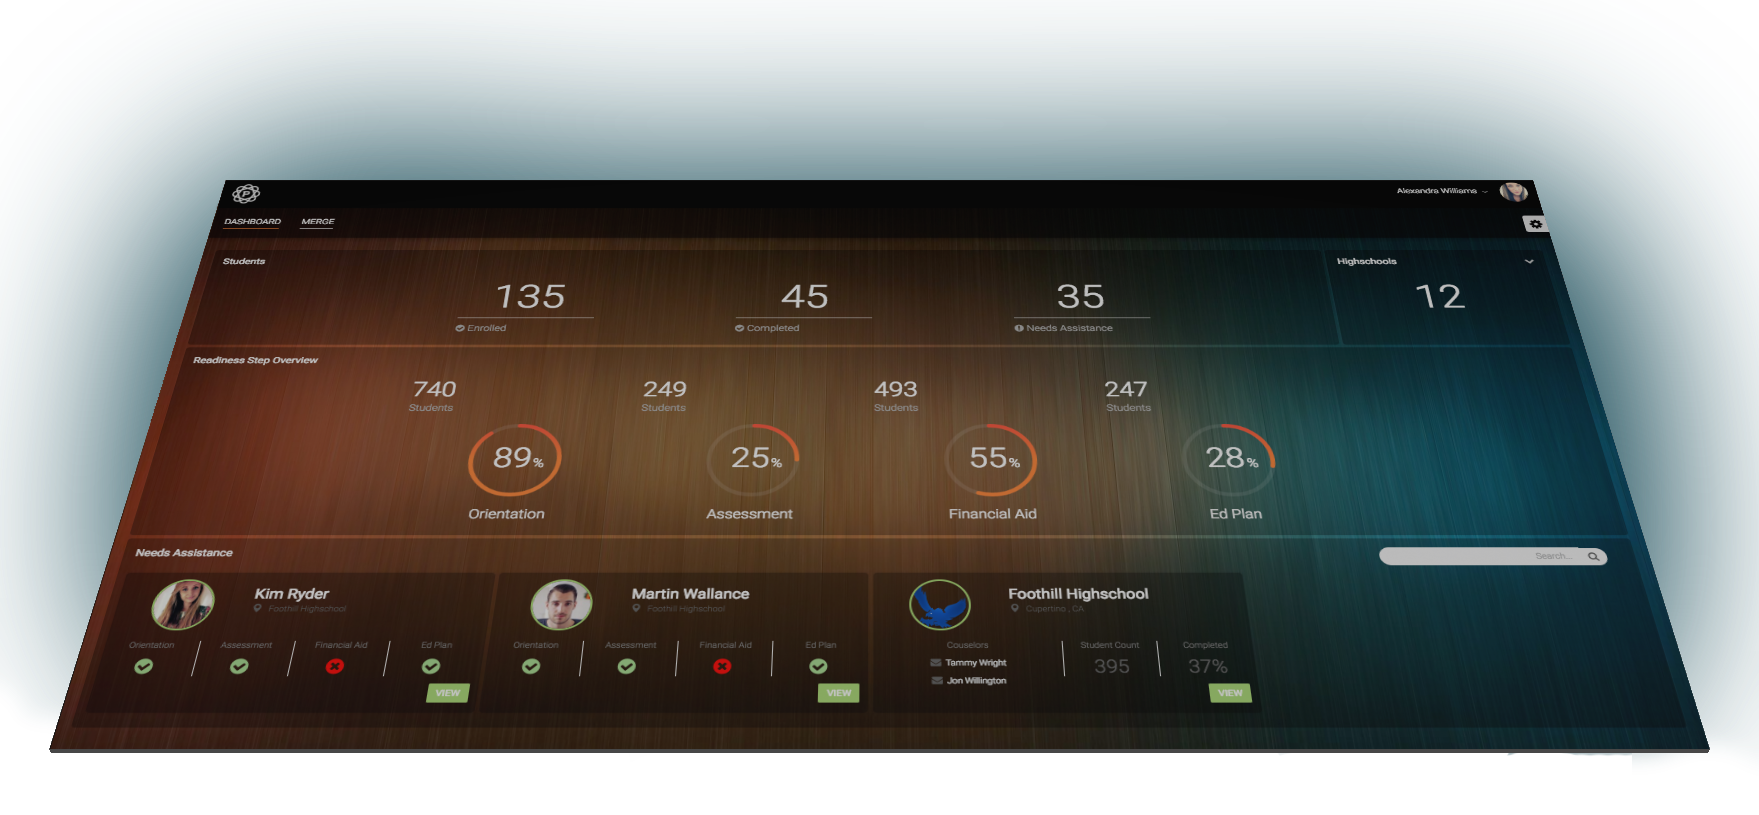 P
Alexandra Williams
DASHBOARD MERGE
Students
135 45 35
Enrolled Completed Needs Assistance
Highschools
12
Readiness Step Overview
740 249 493 247
Students Students Students Students
89% 25% 55% 28%
Orientation Assessment Financial Aid Ed Plan
Needs Assistance
Search...
Kim Ryder
Foothill Highschool
Orientation Assessment Financial Aid Ed Plan
VIEW
Martin Wallance
Foothill Highschool
Orientation Assessment Financial Aid Ed Plan
VIEW
Foothill Highschool
Cupertino , CA
Couselors Student Count Completed
Tammy Wright 395 37%
Jon Willington
VIEW